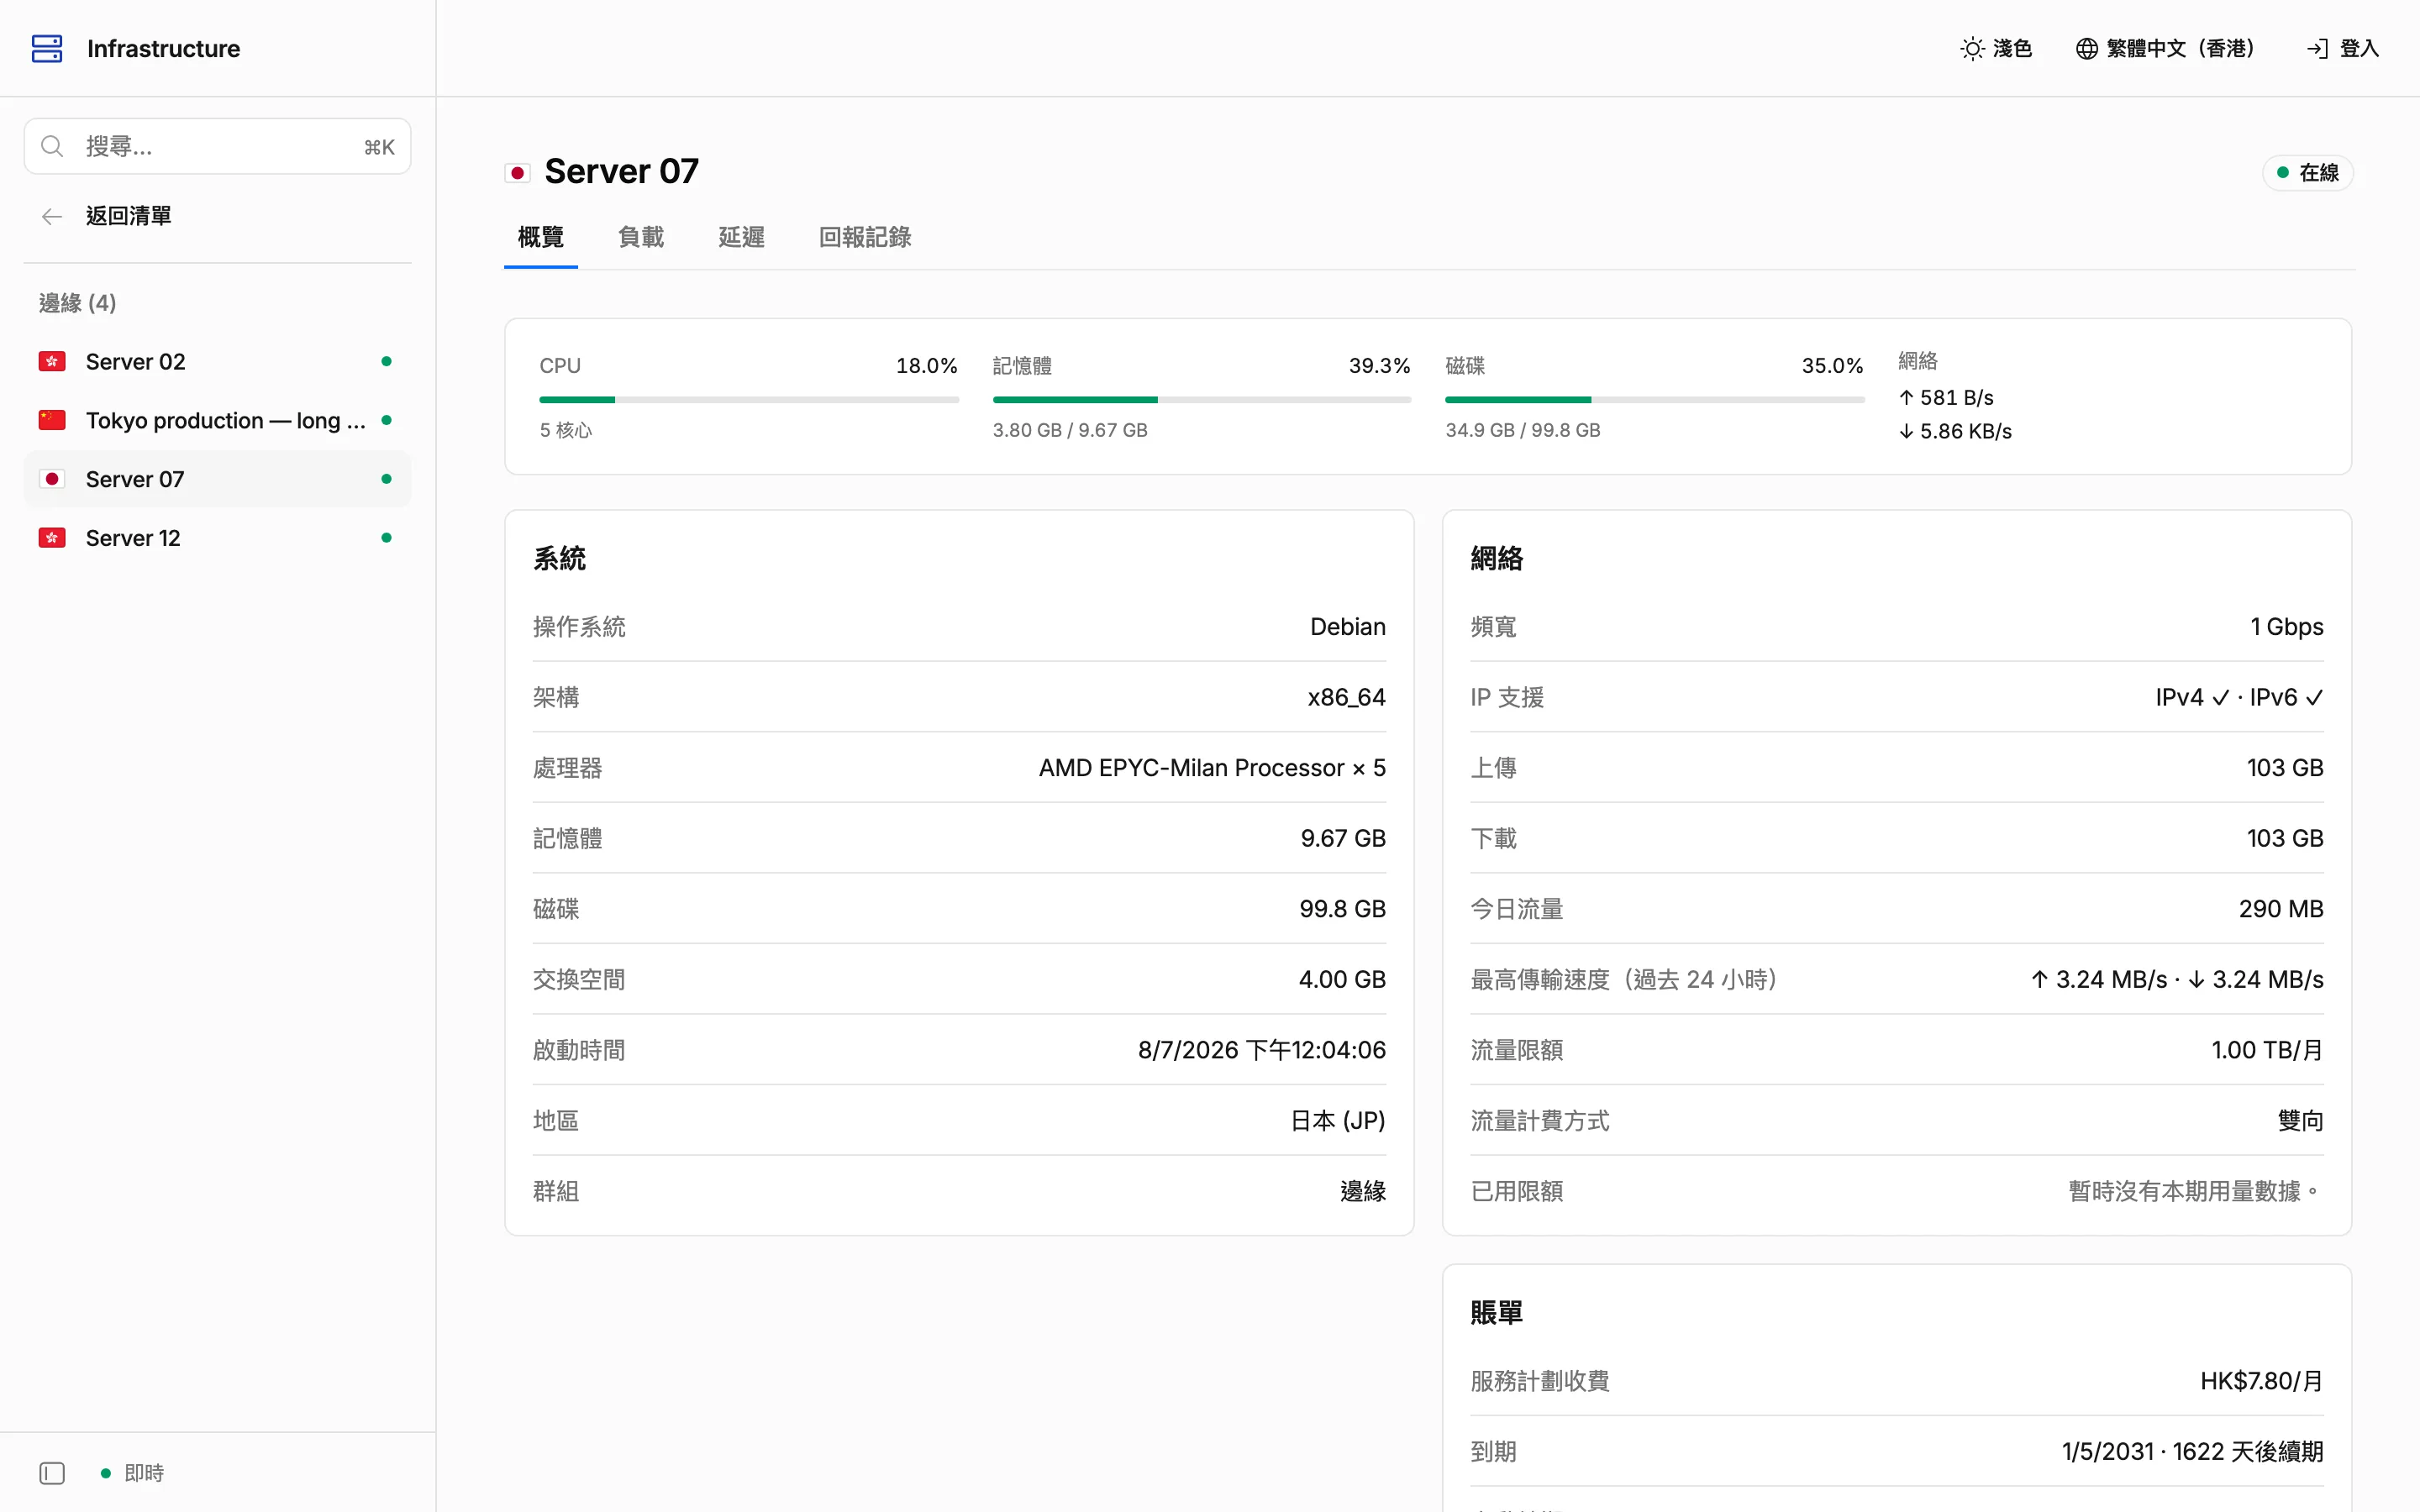 Infrastructure
淺色
繁體中文（香港）
登入
搜尋...
⌘K
返回清單
邊緣 (4)
Server 02
Tokyo production — long ...
Server 07
Server 12
即時
Server 07
在線
概覽
負載
延遲
回報記錄
CPU
18.0%
5 核心
記憶體
39.3%
3.80 GB / 9.67 GB
磁碟
35.0%
34.9 GB / 99.8 GB
網絡
↑ 581 B/s
↓ 5.86 KB/s
系統
操作系統 Debian
架構 x86_64
處理器 AMD EPYC-Milan Processor × 5
記憶體 9.67 GB
磁碟 99.8 GB
交換空間 4.00 GB
啟動時間 8/7/2026 下午12:04:06
地區 日本 (JP)
群組 邊緣
網絡
頻寬 1 Gbps
IP 支援 IPv4 ✓ · IPv6 ✓
上傳 103 GB
下載 103 GB
今日流量 290 MB
最高傳輸速度（過去 24 小時） ↑ 3.24 MB/s · ↓ 3.24 MB/s
流量限額 1.00 TB/月
流量計費方式 雙向
已用限額 暫時沒有本期用量數據。
賬單
服務計劃收費 HK$7.80/月
到期 1/5/2031 · 1622 天後續期